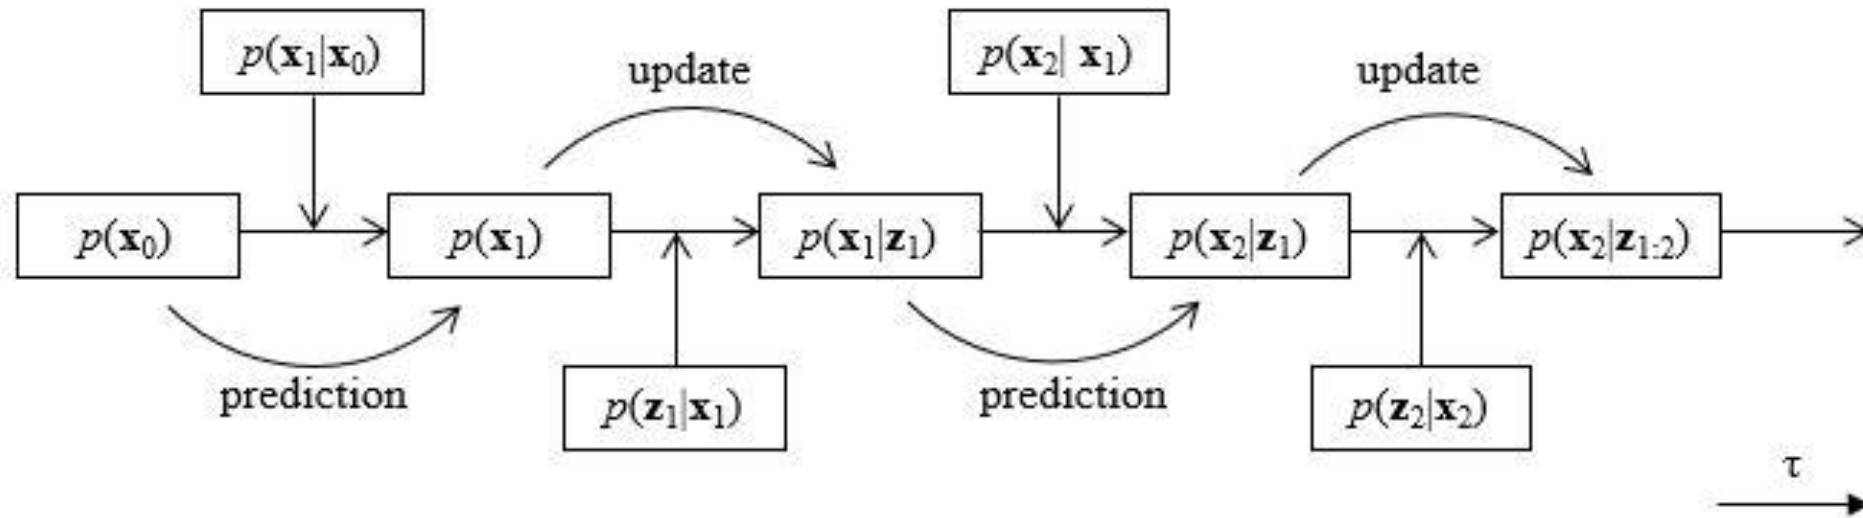 p(x₁|x₀)
update
p(x₂| x₁)
update
p(x₀)
p(x₁)
p(x₁|z₁)
p(x₂|z₁)
p(x₂|z₁:₂)
prediction
p(z₁|x₁)
prediction
p(z₂|x₂)
τ